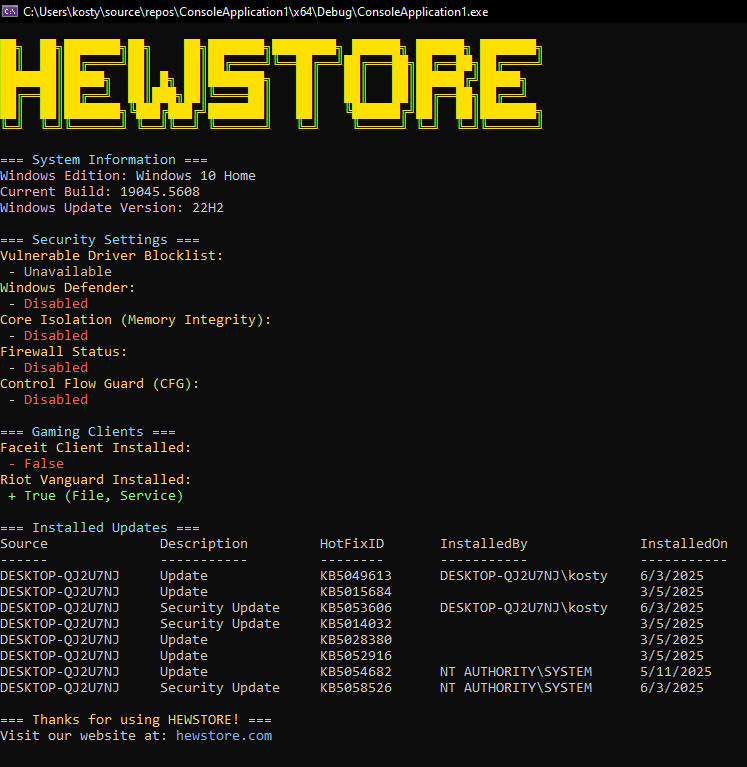 C:\Users\kosty\source\repos\ConsoleApplication1\x64\Debug\ConsoleApplication1.exe
HEWSTORE
=== System Information ===
Windows Edition: Windows 10 Home
Current Build: 19045.5608
Windows Update Version: 22H2
=== Security Settings ===
Vulnerable Driver Blocklist:
- Unavailable
Windows Defender:
- Disabled
Core Isolation (Memory Integrity):
- Disabled
Firewall Status:
- Disabled
Control Flow Guard (CFG):
- Disabled
=== Gaming Clients ===
Faceit Client Installed:
- False
Riot Vanguard Installed:
+ True (File, Service)
=== Installed Updates ===
Source Description HotFixID InstalledBy InstalledOn
------ ----------- -------- ----------- -----------
DESKTOP-QJ2U7NJ Update KB5049613 DESKTOP-QJ2U7NJ\kosty 6/3/2025
DESKTOP-QJ2U7NJ Update KB5015684 3/5/2025
DESKTOP-QJ2U7NJ Security Update KB5053606 DESKTOP-QJ2U7NJ\kosty 6/3/2025
DESKTOP-QJ2U7NJ Security Update KB5014032 3/5/2025
DESKTOP-QJ2U7NJ Update KB5028380 3/5/2025
DESKTOP-QJ2U7NJ Update KB5052916 3/5/2025
DESKTOP-QJ2U7NJ Update KB5054682 NT AUTHORITY\SYSTEM 5/11/2025
DESKTOP-QJ2U7NJ Security Update KB5058526 NT AUTHORITY\SYSTEM 6/3/2025
=== Thanks for using HEWSTORE! ===
Visit our website at: hewstore.com